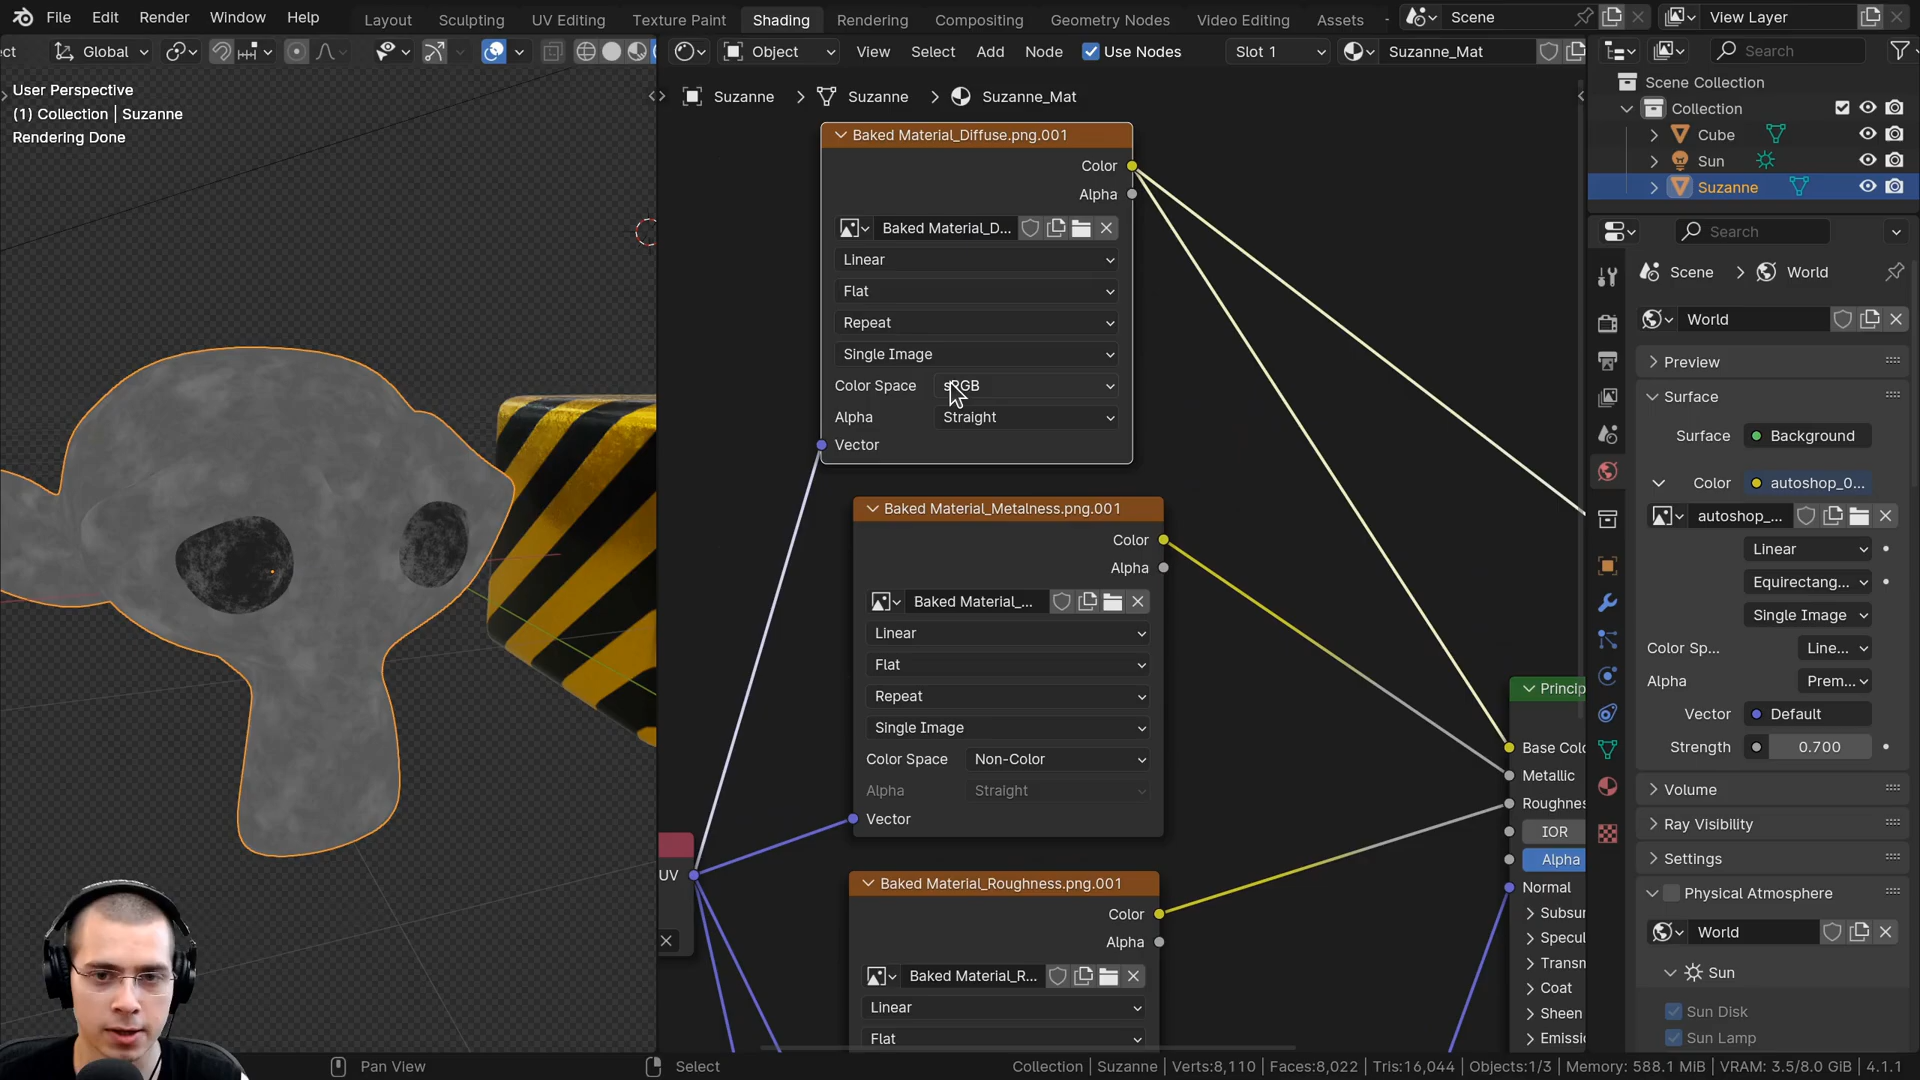 File Edit Render Window Help Layout Sculpting UV Editing Texture Paint Shading Rendering Compositing Geometry Nodes Video Editing Assets Scene View Layer
Global Object View Select Add Node Use Nodes Slot 1 Suzanne_Mat Search
User Perspective
(1) Collection | Suzanne
Rendering Done
Suzanne > Suzanne > Suzanne_Mat
Baked Material_Diffuse.png.001
Color
Alpha
Baked Material_D...
Linear
Flat
Repeat
Single Image
Color Space sRGB
Alpha Straight
Vector
Baked Material_Metalness.png.001
Color
Alpha
Baked Material_...
Linear
Flat
Repeat
Single Image
Color Space Non-Color
Alpha Straight
Vector
UV
Baked Material_Roughness.png.001
Color
Alpha
Baked Material_R...
Linear
Flat
Princip
Base Colo
Metallic
Roughnes
IOR
Alpha
Normal
Subsur
Specul
Transm
Coat
Sheen
Emissi
Scene Collection
Collection
Cube
Sun
Suzanne
Search
Scene > World
World
Preview
Surface
Surface Background
Color autoshop_0...
autoshop_...
Linear
Equirectang...
Single Image
Color Sp... Line...
Alpha Prem...
Vector Default
Strength 0.700
Volume
Ray Visibility
Settings
Physical Atmosphere
World
Sun
Sun Disk
Sun Lamp
Pan View Select Collection | Suzanne | Verts:8,110 | Faces:8,022 | Tris:16,044 | Objects:1/3 | Memory: 588.1 MiB | VRAM: 3.5/8.0 GiB | 4.1.1